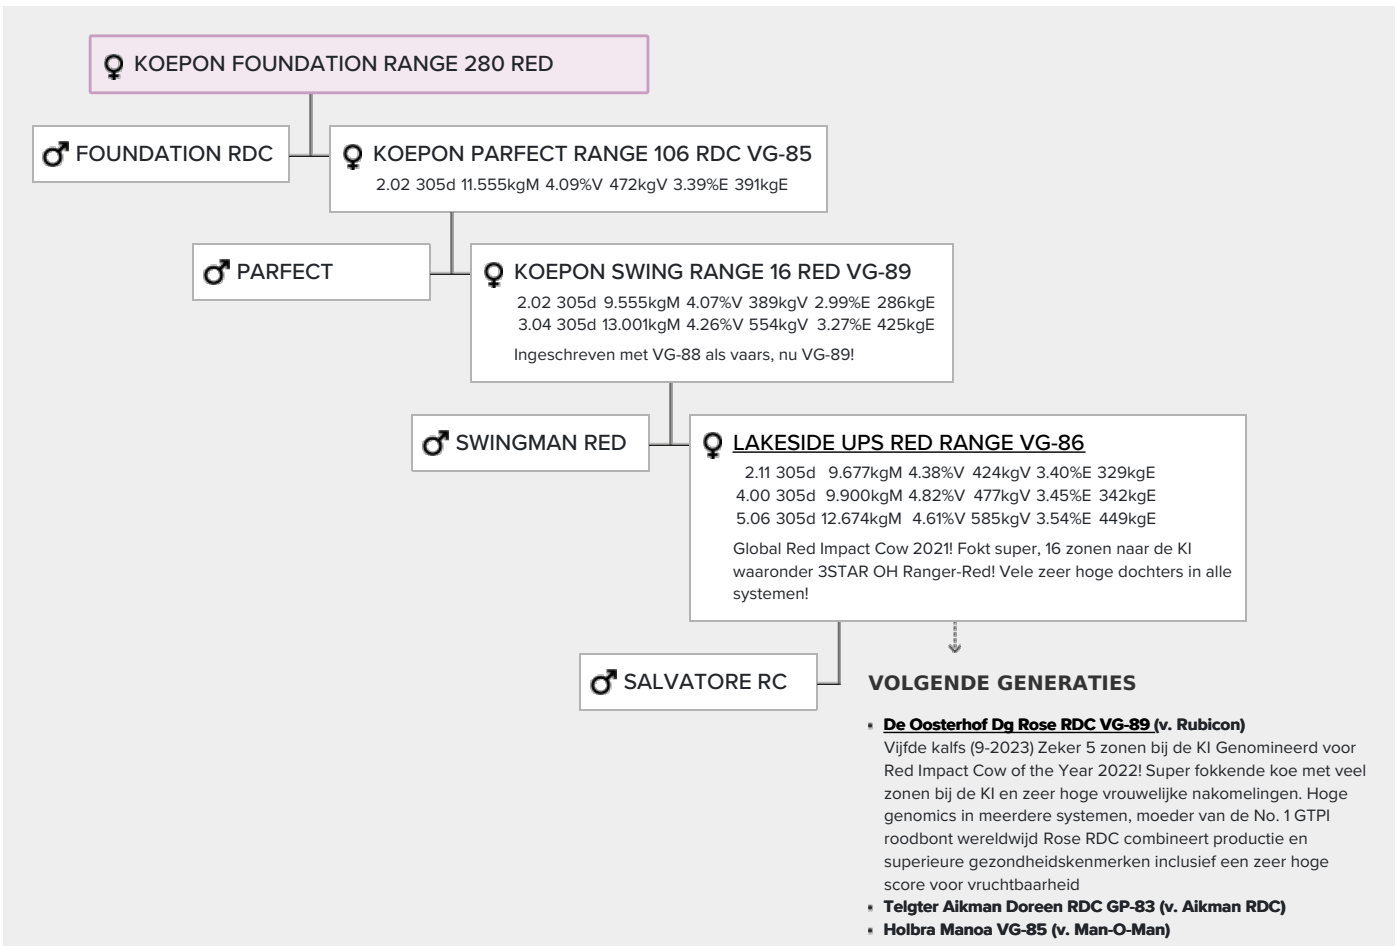 KOEPON FOUNDATION RANGE 280 RED
FOUNDATION RDC
KOEPON PARFECT RANGE 106 RDC VG-85
2.02 305d 11.555kgM 4.09%V 472kgV 3.39%E 391kgE
PARFECT
KOEPON SWING RANGE 16 RED VG-89
2.02 305d 9.555kgM 4.07%V 389kgV 2.99%E 286kgE
3.04 305d 13.001kgM 4.26%V 554kgV 3.27%E 425kgE
Ingeschreven met VG-88 als vaars, nu VG-89!
SWINGMAN RED
LAKESIDE UPS RED RANGE VG-86
2.11 305d 9.677kgM 4.38%V 424kgV 3.40%E 329kgE
4.00 305d 9.900kgM 4.82%V 477kgV 3.45%E 342kgE
5.06 305d 12.674kgM 4.61%V 585kgV 3.54%E 449kgE
Global Red Impact Cow 2021! Fokt super, 16 zonen naar de KI
waaronder 3STAR OH Ranger-Red! Vele zeer hoge dochters in alle
systemen!
SALVATORE RC
VOLGENDE GENERATIES
De Oosterhof Dg Rose RDC VG-89 (v. Rubicon)
Vijfde kalfs (9-2023) Zeker 5 zonen bij de KI Genomineerd voor
Red Impact Cow of the Year 2022! Super fokkende koe met veel
zonen bij de KI en zeer hoge vrouwelijke nakomelingen. Hoge
genomics in meerdere systemen, moeder van de No. 1 GTPI
roodbont wereldwijd Rose RDC combineert productie en
superieure gezondheidskenmerken inclusief een zeer hoge
score voor vruchtbaarheid
Telgter Aikman Doreen RDC GP-83 (v. Aikman RDC)
Holbra Manoa VG-85 (v. Man-O-Man)